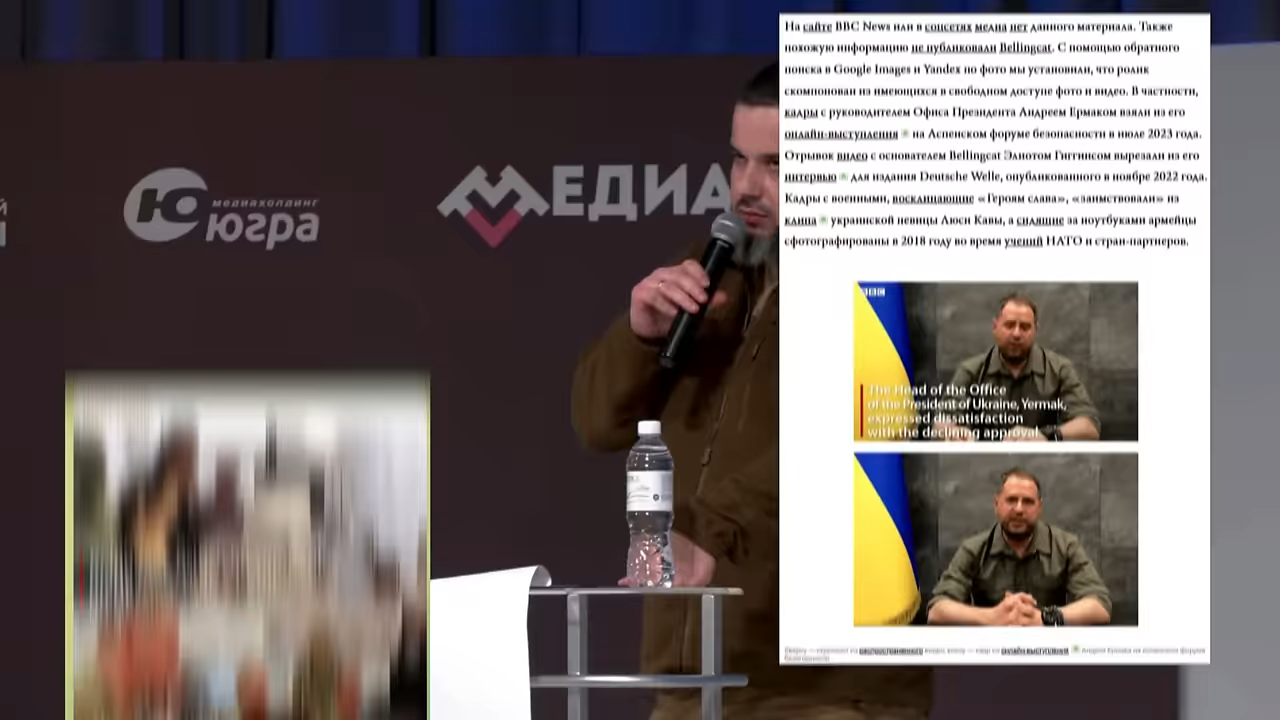 На сайте BBC News или в соцсетях медиа нет данного материала. Также
похожую информацию не публиковали Bellingcat. С помощью обратного
поиска в Google Images и Yandex по фото мы установили, что ролик
скомпонован из имеющихся в свободном доступе фото и видео. В частности,
кадры с руководителем Офиса Президента Андреем Ермаком взяли из его
онлайн-выступления на Аспенском форуме безопасности в июле 2023 года.
Отрывок видео с основателем Bellingcat Элиотом Гиггинсом вырезали из его
интервью для издания Deutsche Welle, опубликованного в ноябре 2022 года.
Кадры с военными, восклицающие «Героям слава», «заимствовали» из
клипа украинской певицы Люси Кавы, а сидящие за ноутбуками армейцы
сфотографированы в 2018 году во время учений НАТО и стран-партнеров.
Ю
медиахолдинг
югра
МЕДИА
BBC
The Head of the Office
of the President of Ukraine, Yermak,
expressed dissatisfaction
with the declining approval